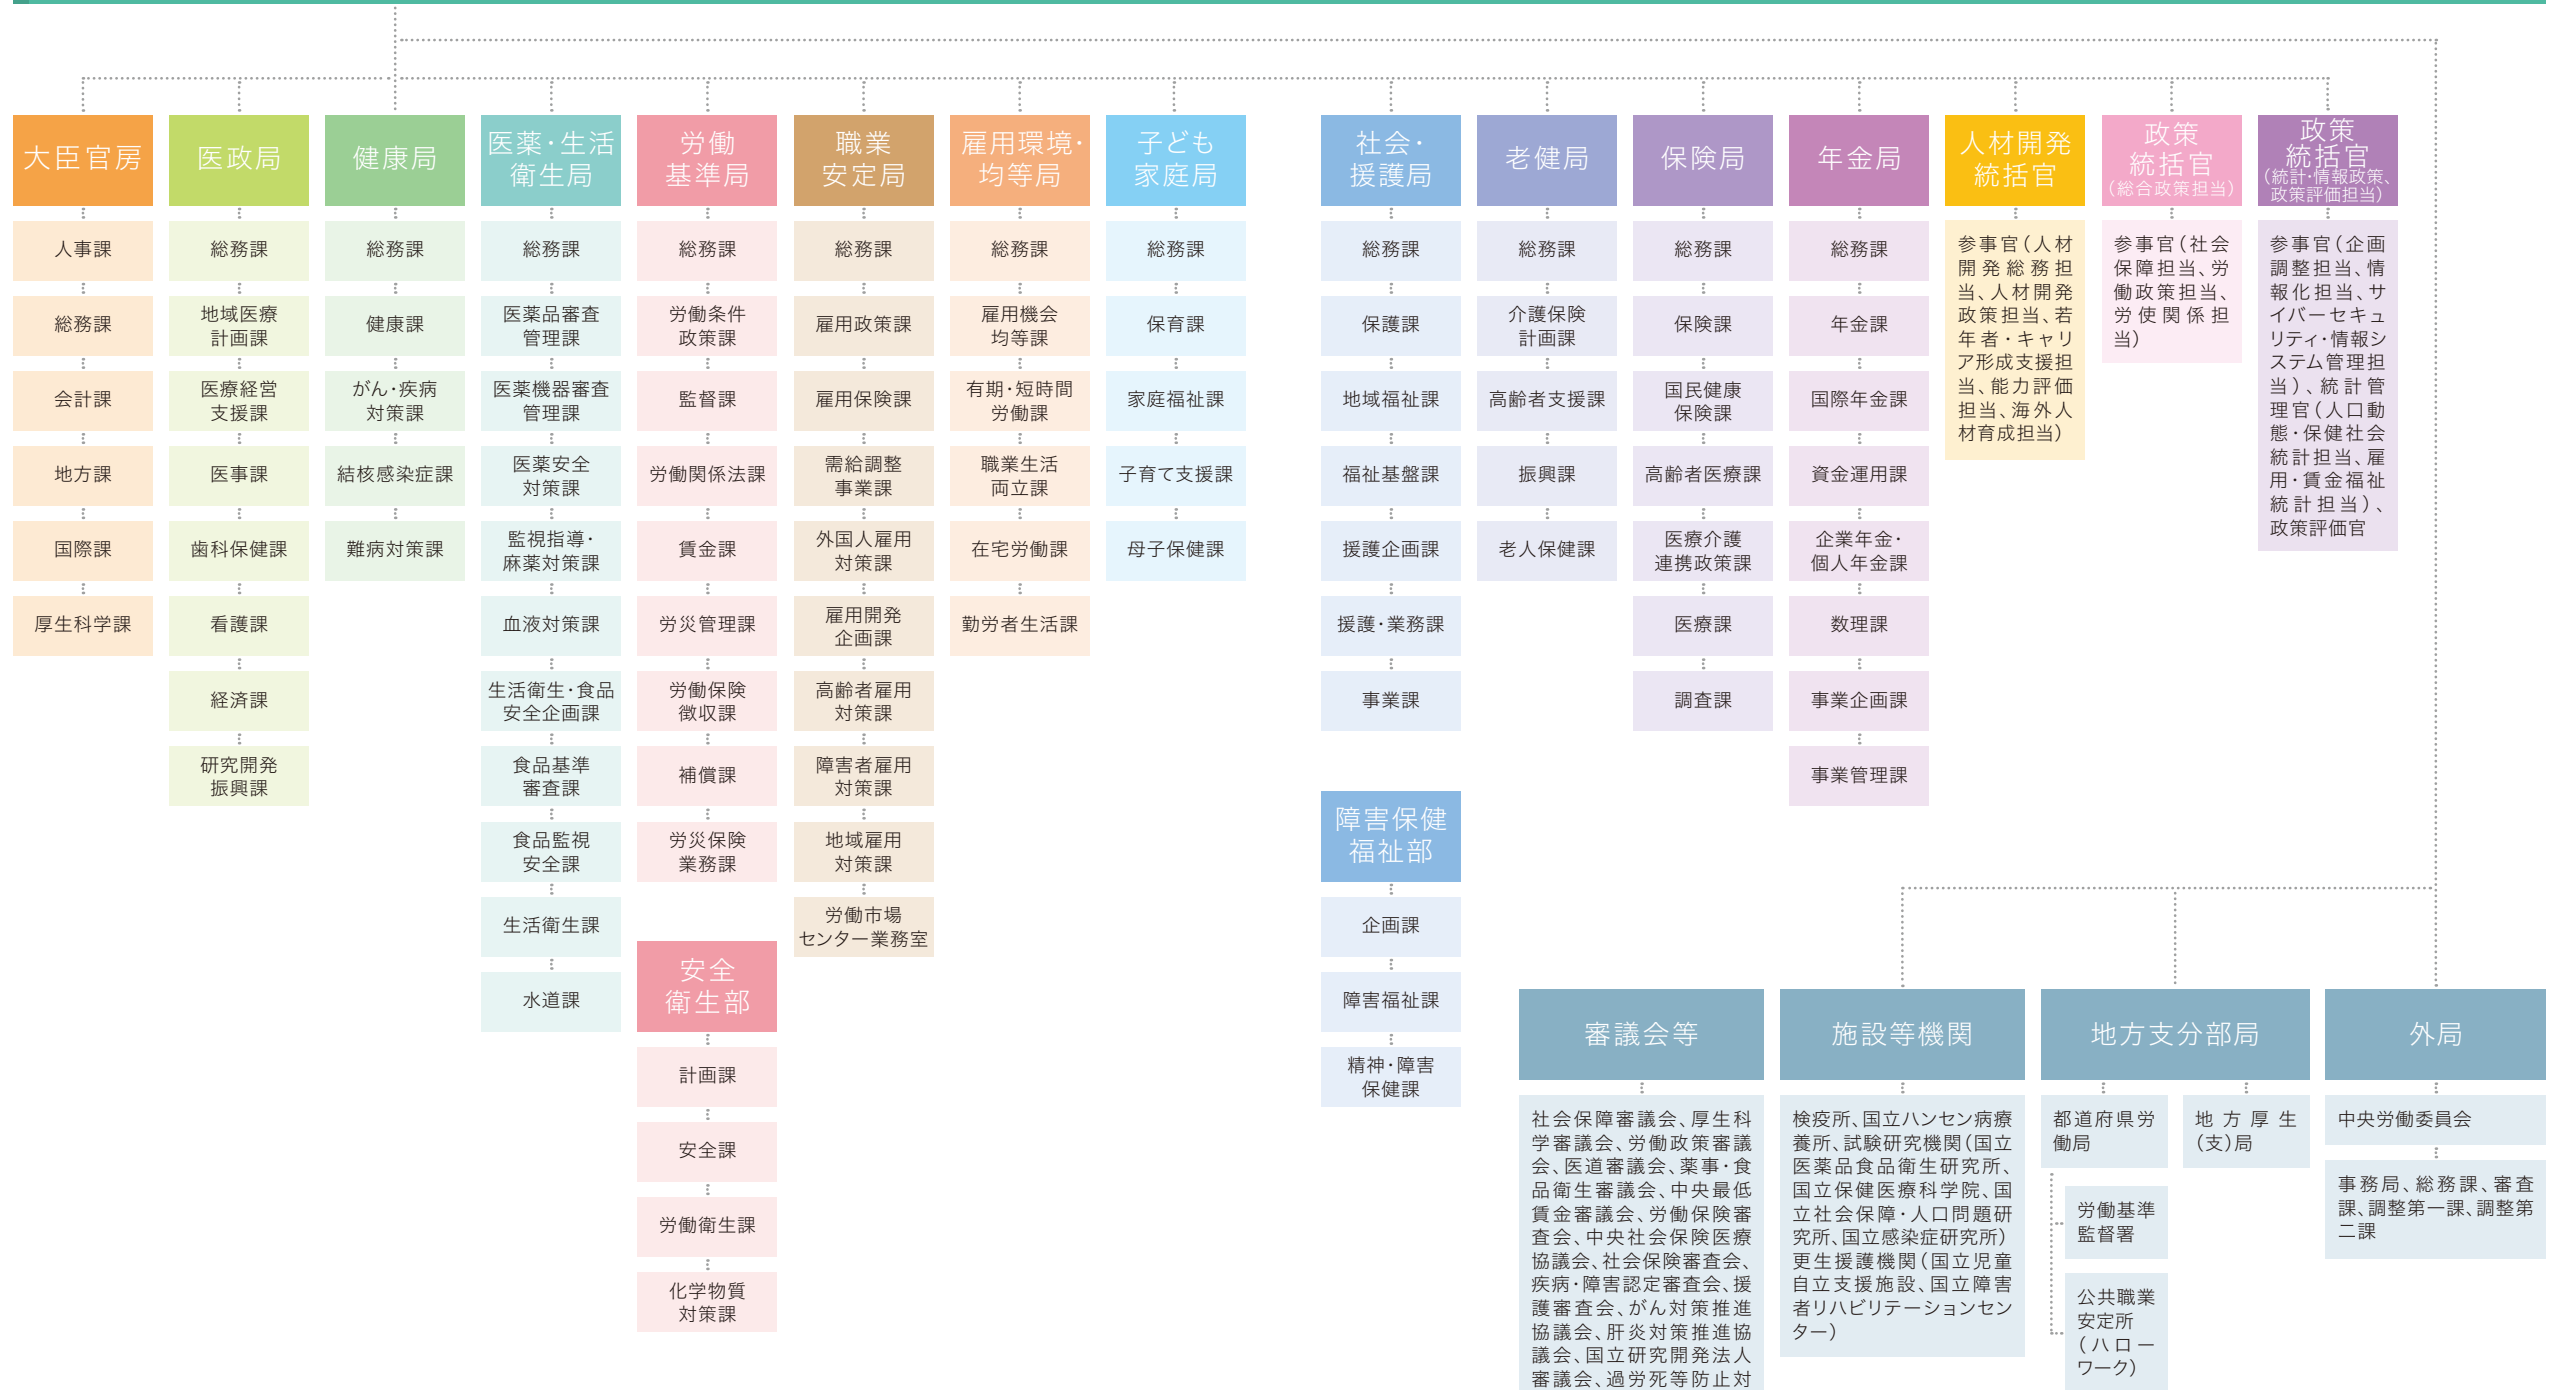 大臣官房
人事課
総務課
会計課
地方課
国際課
厚生科学課
医政局
総務課
地域医療
計画課
医療経営
支援課
医事課
歯科保健課
看護課
経済課
研究開発
振興課
健康局
総務課
健康課
がん・疾病
対策課
結核感染症課
難病対策課
医薬・生活
衛生局
総務課
医薬品審査
管理課
医薬機器審査
管理課
医薬安全
対策課
監視指導・
麻薬対策課
血液対策課
生活衛生・食品
安全企画課
食品基準
審査課
食品監視
安全課
生活衛生課
水道課
労働
基準局
総務課
労働条件
政策課
監督課
労働関係法課
賃金課
労災管理課
労働保険
徴収課
補償課
労災保険
業務課
安全
衛生部
計画課
安全課
労働衛生課
化学物質
対策課
職業
安定局
総務課
雇用政策課
雇用保険課
需給調整
事業課
外国人雇用
対策課
雇用開発
企画課
高齢者雇用
対策課
障害者雇用
対策課
地域雇用
対策課
労働市場
センター業務室
雇用環境・
均等局
総務課
雇用機会
均等課
有期・短時間
労働課
職業生活
両立課
在宅労働課
勤労者生活課
子ども
家庭局
総務課
保育課
家庭福祉課
子育て支援課
母子保健課
社会・
援護局
総務課
保護課
地域福祉課
福祉基盤課
援護企画課
援護・業務課
事業課
障害保健
福祉部
企画課
障害福祉課
精神・障害
保健課
老健局
総務課
介護保険
計画課
高齢者支援課
振興課
老人保健課
保険局
総務課
保険課
国民健康
保険課
高齢者医療課
医療介護
連携政策課
医療課
調査課
年金局
総務課
年金課
国際年金課
資金運用課
企業年金・
個人年金課
数理課
事業企画課
事業管理課
人材開発
統括官
参事官（人材
開発総務担
当、人材開発
政策担当、若
年者・キャリ
ア形成支援担
当、能力評価
担当、海外人
材育成担当）
政策
統括官
（総合政策担当）
参事官（社会
保障担当、労
働政策担当、
労使関係担
当）
政策
統括官
（統計・情報政策、
政策評価担当）
参事官（企画
調整担当、情
報化担当、サ
イバーセキュ
リティ・情報シ
ステム管理担
当）、統計管
理官（人口動
態・保健社会
統計担当、雇
用・賃金福祉
統計担当）、
政策評価官
審議会等
社会保障審議会、厚生科
学審議会、労働政策審議
会、医道審議会、薬事・食
品衛生審議会、中央最低
賃金審議会、労働保険審
査会、中央社会保険医療
協議会、社会保険審査会、
疾病・障害認定審査会、援
護審査会、がん対策推進
協議会、肝炎対策推進協
議会、国立研究開発法人
審議会、過労死等防止対
施設等機関
検疫所、国立ハンセン病療
養所、試験研究機関（国立
医薬品食品衛生研究所、
国立保健医療科学院、国
立社会保障・人口問題研
究所、国立感染症研究所）
更生援護機関（国立児童
自立支援施設、国立障害
者リハビリテーションセン
ター）
地方支分部局
都道府県労
働局
労働基準
監督署
公共職業
安定所
（ハロー
ワーク）
地方厚生
（支）局
外局
中央労働委員会
事務局、総務課、審査
課、調整第一課、調整第
二課